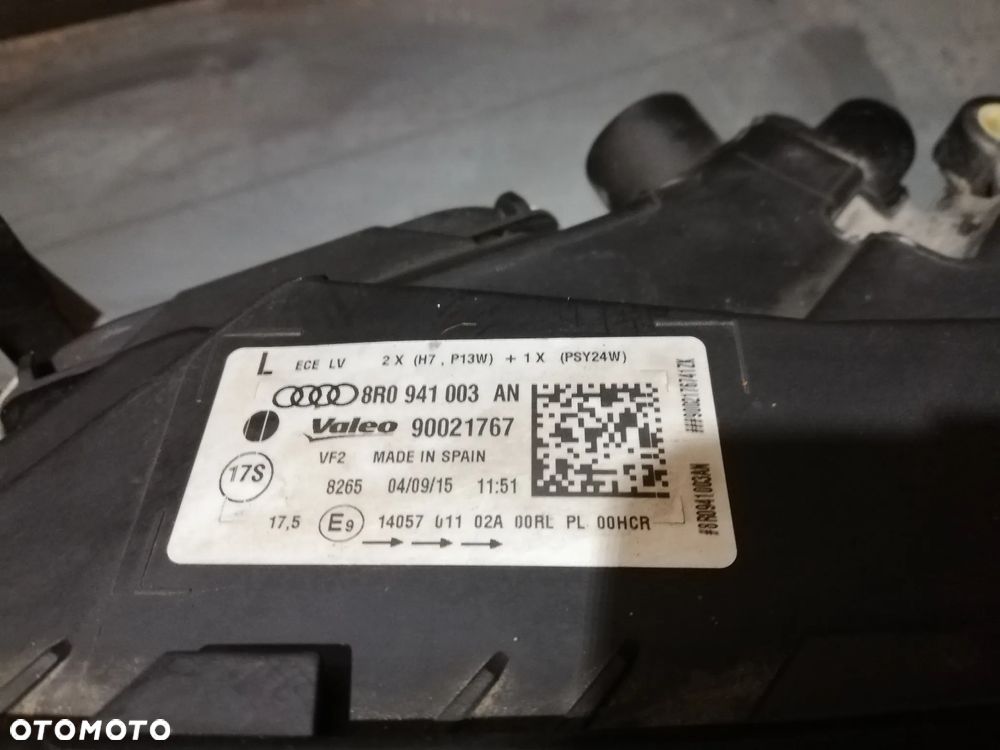 L ECE LV 2 X (H7 , P13W) + 1 X (PSY24W)
8R0 941 003 AN
Valeo 90021767
VF2 MADE IN SPAIN
17S
8265 04/09/15 11:51
17,5 E9 14057 011 02A 00RL PL 00HCR
#8R0941003AN
OTOMOTO